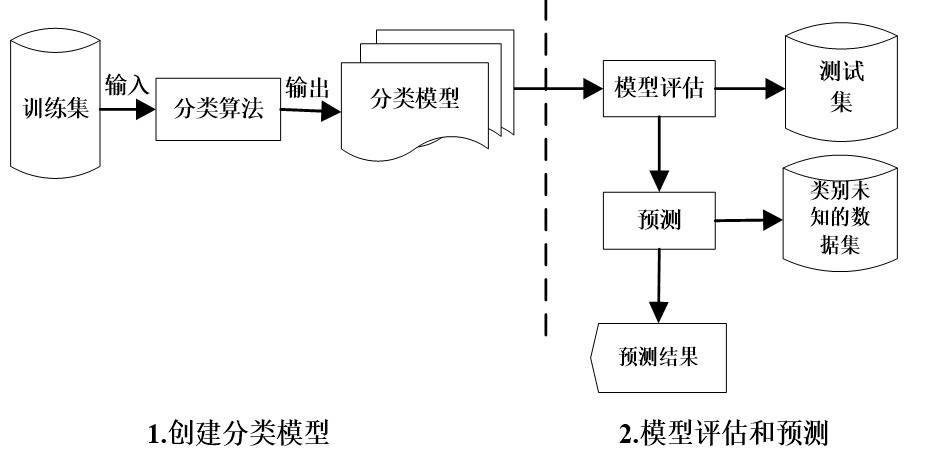 训练集
输入
分类算法
输出
分类模型
模型评估
测试
集
预测
类别未
知的数
据集
预测结果
1.创建分类模型
2.模型评估和预测